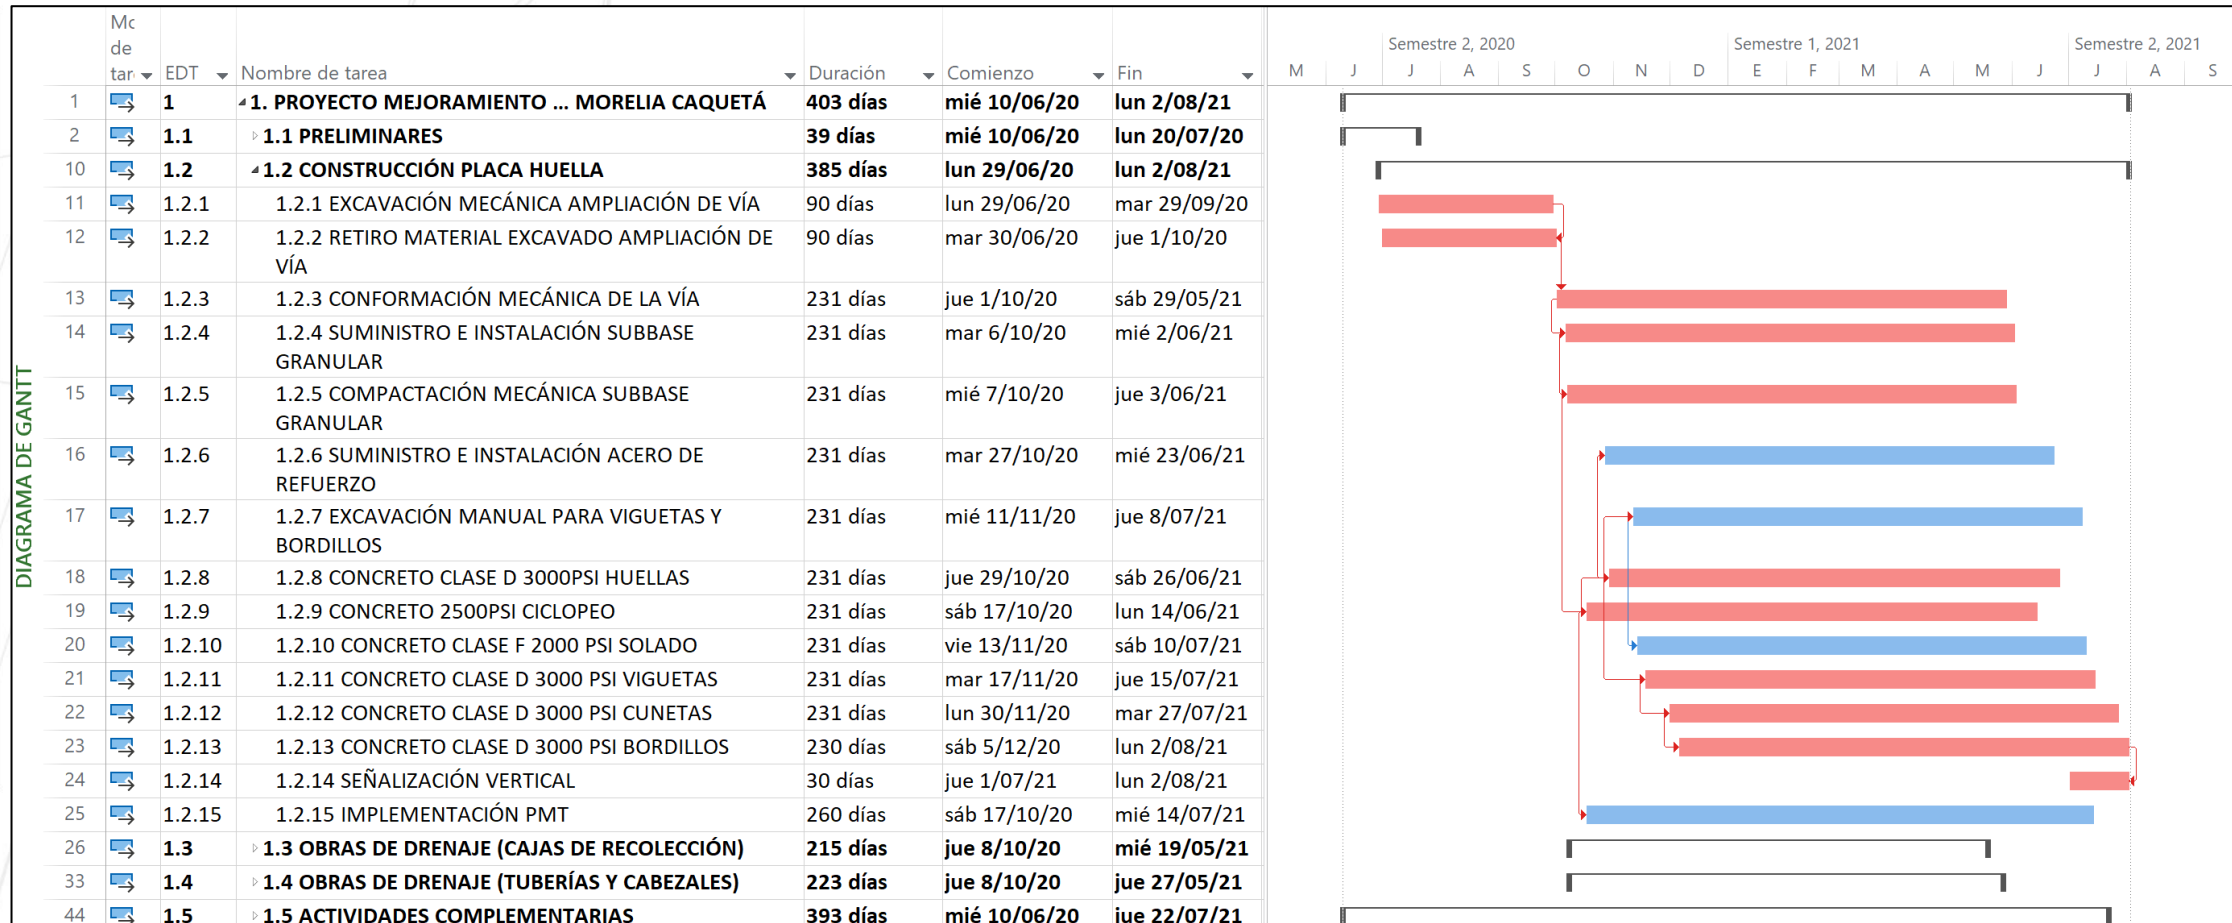 Mc
de
tar
EDT
Nombre de tarea
Duración
Comienzo
Fin
Semestre 2, 2020
Semestre 1, 2021
Semestre 2, 2021
M J J A S O N D E F M A M J J A S
1 1 1. PROYECTO MEJORAMIENTO ... MORELIA CAQUETÁ 403 días mié 10/06/20 lun 2/08/21
2 1.1 1.1 PRELIMINARES 39 días mié 10/06/20 lun 20/07/20
10 1.2 1.2 CONSTRUCCIÓN PLACA HUELLA 385 días lun 29/06/20 lun 2/08/21
11 1.2.1 1.2.1 EXCAVACIÓN MECÁNICA AMPLIACIÓN DE VÍA 90 días lun 29/06/20 mar 29/09/20
12 1.2.2 1.2.2 RETIRO MATERIAL EXCAVADO AMPLIACIÓN DE 90 días mar 30/06/20 jue 1/10/20
VÍA
13 1.2.3 1.2.3 CONFORMACIÓN MECÁNICA DE LA VÍA 231 días jue 1/10/20 sáb 29/05/21
14 1.2.4 1.2.4 SUMINISTRO E INSTALACIÓN SUBBASE 231 días mar 6/10/20 mié 2/06/21
GRANULAR
15 1.2.5 1.2.5 COMPACTACIÓN MECÁNICA SUBBASE 231 días mié 7/10/20 jue 3/06/21
GRANULAR
16 1.2.6 1.2.6 SUMINISTRO E INSTALACIÓN ACERO DE 231 días mar 27/10/20 mié 23/06/21
REFUERZO
17 1.2.7 1.2.7 EXCAVACIÓN MANUAL PARA VIGUETAS Y 231 días mié 11/11/20 jue 8/07/21
BORDILLOS
18 1.2.8 1.2.8 CONCRETO CLASE D 3000PSI HUELLAS 231 días jue 29/10/20 sáb 26/06/21
19 1.2.9 1.2.9 CONCRETO 2500PSI CICLOPEO 231 días sáb 17/10/20 lun 14/06/21
20 1.2.10 1.2.10 CONCRETO CLASE F 2000 PSI SOLADO 231 días vie 13/11/20 sáb 10/07/21
21 1.2.11 1.2.11 CONCRETO CLASE D 3000 PSI VIGUETAS 231 días mar 17/11/20 jue 15/07/21
22 1.2.12 1.2.12 CONCRETO CLASE D 3000 PSI CUNETAS 231 días lun 30/11/20 mar 27/07/21
23 1.2.13 1.2.13 CONCRETO CLASE D 3000 PSI BORDILLOS 230 días sáb 5/12/20 lun 2/08/21
24 1.2.14 1.2.14 SEÑALIZACIÓN VERTICAL 30 días jue 1/07/21 lun 2/08/21
25 1.2.15 1.2.15 IMPLEMENTACIÓN PMT 260 días sáb 17/10/20 mié 14/07/21
26 1.3 1.3 OBRAS DE DRENAJE (CAJAS DE RECOLECCIÓN) 215 días jue 8/10/20 mié 19/05/21
33 1.4 1.4 OBRAS DE DRENAJE (TUBERÍAS Y CABEZALES) 223 días jue 8/10/20 jue 27/05/21
44 1.5 1.5 ACTIVIDADES COMPLEMENTARIAS 393 días mié 10/06/20 jue 22/07/21
DIAGRAMA DE GANTT